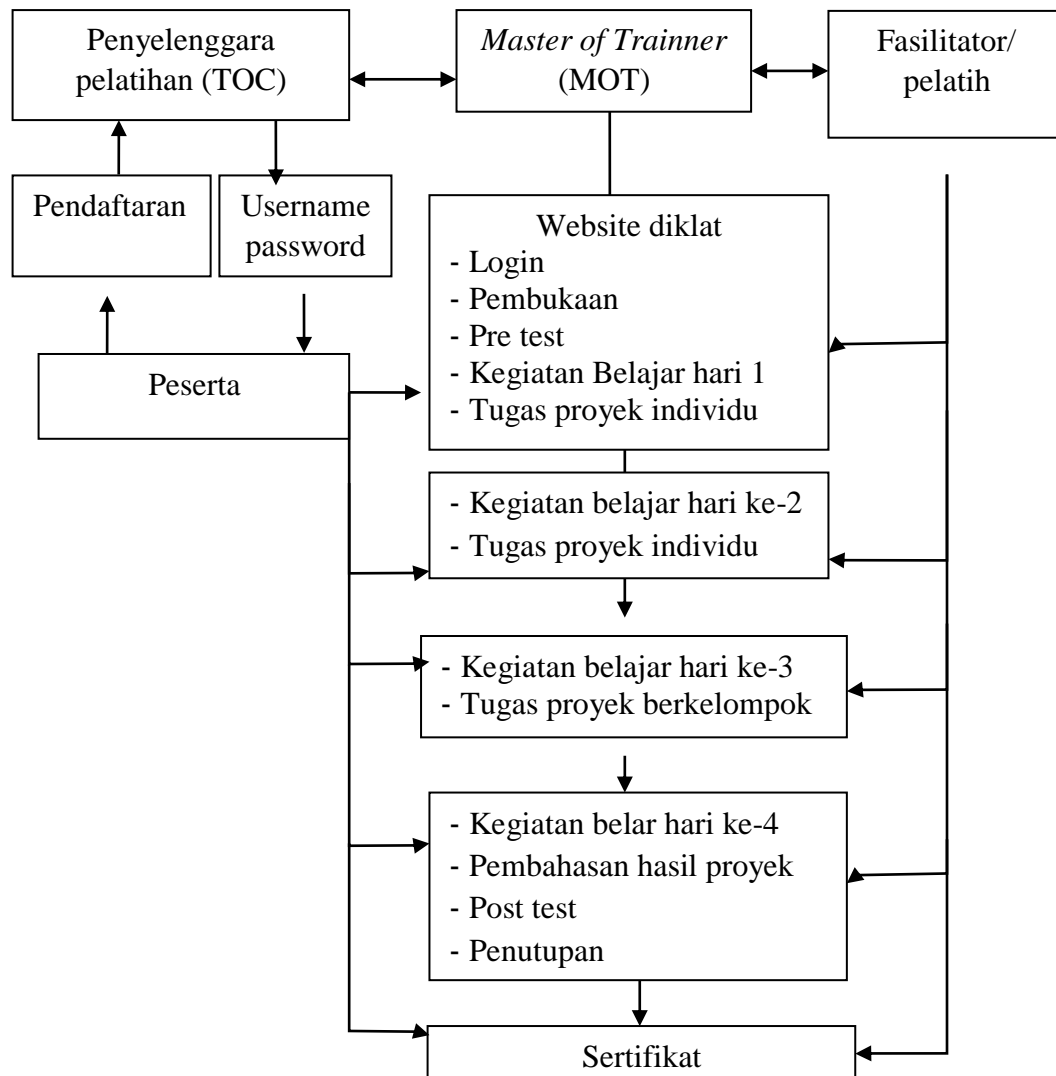 Penyelenggara
pelatihan (TOC)
Master of Trainner
(MOT)
Fasilitator/
pelatih
Pendaftaran
Username
password
Website diklat
- Login
- Pembukaan
- Pre test
- Kegiatan Belajar hari 1
- Tugas proyek individu
Peserta
- Kegiatan belajar hari ke-2
- Tugas proyek individu
- Kegiatan belajar hari ke-3
- Tugas proyek berkelompok
- Kegiatan belar hari ke-4
- Pembahasan hasil proyek
- Post test
- Penutupan
Sertifikat